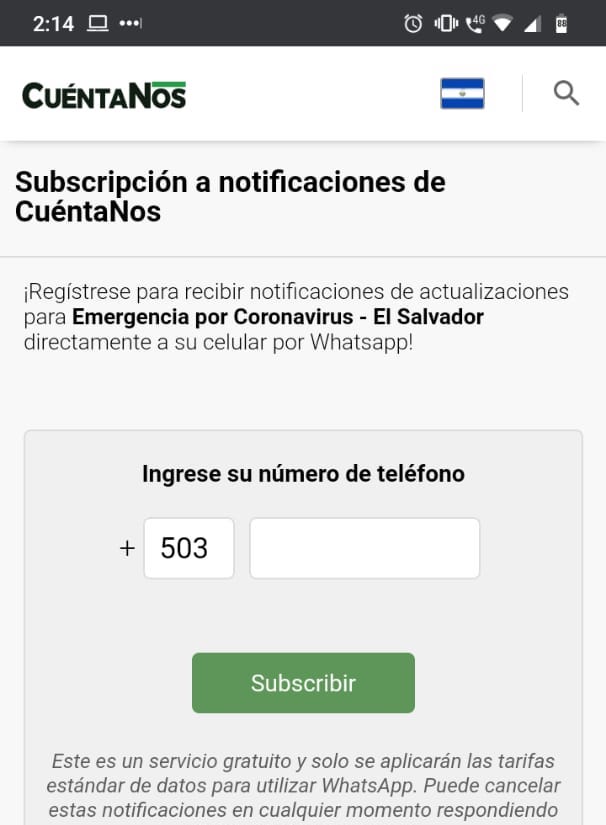 2:14
4G
88
CUÉNTANOS
Subscripción a notificaciones de
CuéntaNos
¡Regístrese para recibir notificaciones de actualizaciones
para Emergencia por Coronavirus - El Salvador
directamente a su celular por Whatsapp!
Ingrese su número de teléfono
+ 503
Subscribir
Este es un servicio gratuito y solo se aplicarán las tarifas
estándar de datos para utilizar WhatsApp. Puede cancelar
estas notificaciones en cualquier momento respondiendo